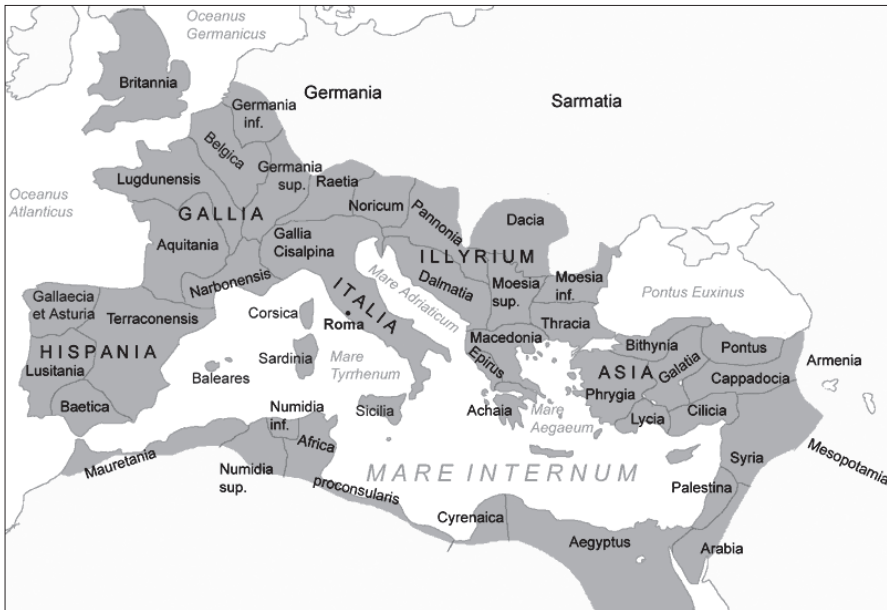 Oceanus
Germanicus
Britannia
Germania
Sarmatia
Germania
inf.
Belgica
Oceanus
Atlanticus
Lugdunensis
Germania
sup.
Raetia
Noricum
Pannonia
Dacia
GALLIA
Aquitania
Gallia
Cisalpina
ILLYRIUM
Dalmatia
Moesia
sup.
Moesia
inf.
Pontus Euxinus
Narbonensis
ITALIA
Mare Adriaticum
Gallaecia
et Asturia
Terraconensis
Corsica
Roma
Thracia
Macedonia
Epirus
Bithynia
Pontus
Armenia
HISPANIA
Lusitania
Baetica
Baleares
Sardinia
Mare
Tyrrhenum
ASIA
Galatia
Phrygia
Cappadocia
Lycia
Cilicia
Numidia
inf.
Sicilia
Achaia
Mare
Aegaeum
Mauretania
Numidia
sup.
Africa
proconsularis
MARE INTERNUM
Syria
Mesopotamia
Palestina
Cyrenaica
Aegyptus
Arabia